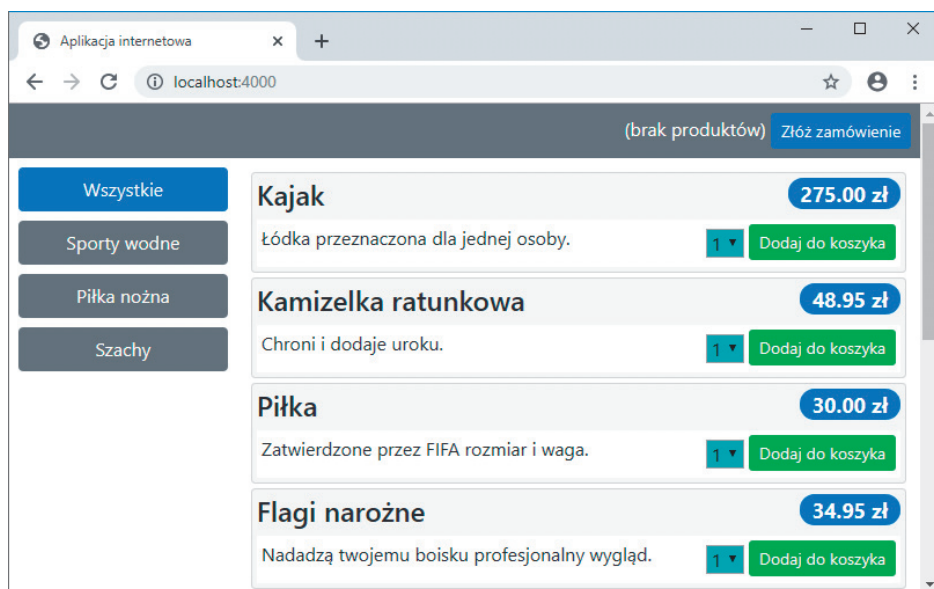 Aplikacja internetowa
localhost:4000
(brak produktów) Złóż zamówienie
Wszystkie
Sporty wodne
Piłka nożna
Szachy
Kajak 275.00 zł
Łódka przeznaczona dla jednej osoby. 1 Dodaj do koszyka
Kamizelka ratunkowa 48.95 zł
Chroni i dodaje uroku. 1 Dodaj do koszyka
Piłka 30.00 zł
Zatwierdzone przez FIFA rozmiar i waga. 1 Dodaj do koszyka
Flagi narożne 34.95 zł
Nadadzą twojemu boisku profesjonalny wygląd. 1 Dodaj do koszyka